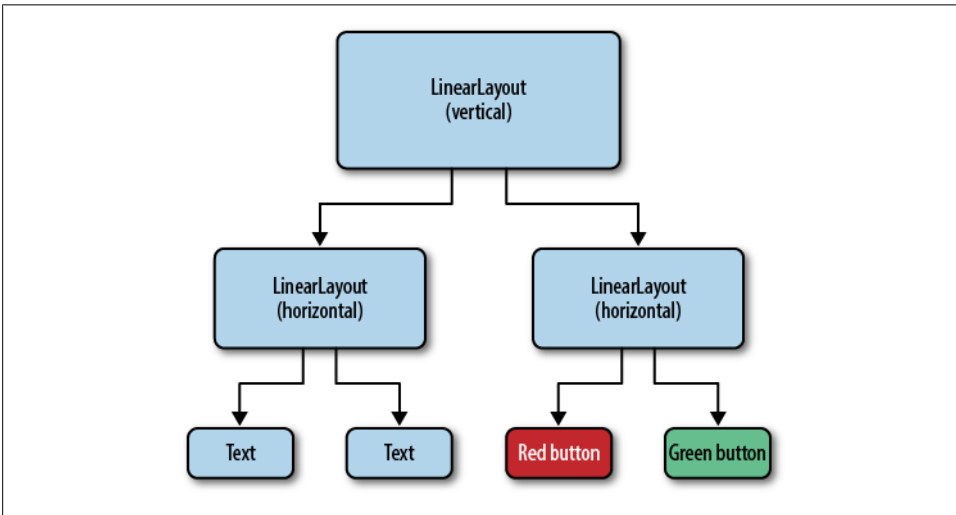 LinearLayout
(vertical)
LinearLayout
(horizontal)
LinearLayout
(horizontal)
Text
Text
Red button
Green button